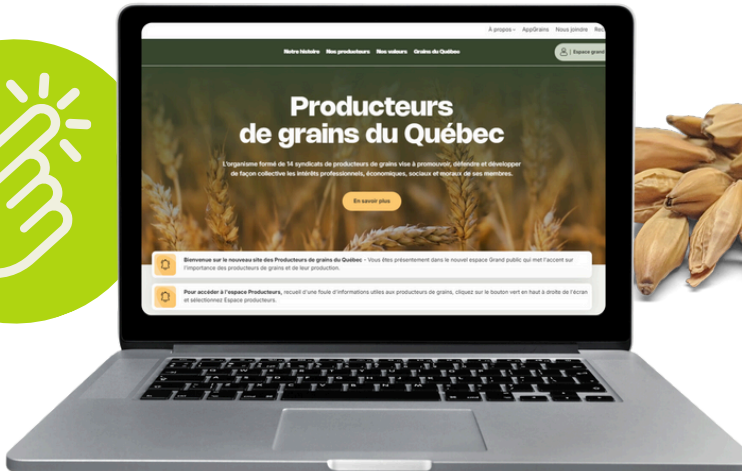 À propos AppGrains Nous joindre
Notre histoire Nos producteurs Nos valeurs Grains du Québec
Espace grand
Producteurs
de grains du Québec
L'organisme formé de 14 syndicats de producteurs de grains vise à promouvoir, défendre et développer
de façon collective les intérêts professionnels, économiques, sociaux et moraux de ses membres.
En savoir plus
Bienvenue sur le nouveau site des Producteurs de grains du Québec - Vous êtes présentement dans le nouvel espace Grand public qui met l'accent sur
l'importance des producteurs de grains et de leur production.
Pour accéder à l'espace Producteurs, recueil d'une foule d'informations utiles aux producteurs de grains, cliquez sur le bouton vert en haut à droite de l'écran
et sélectionnez Espace producteurs.